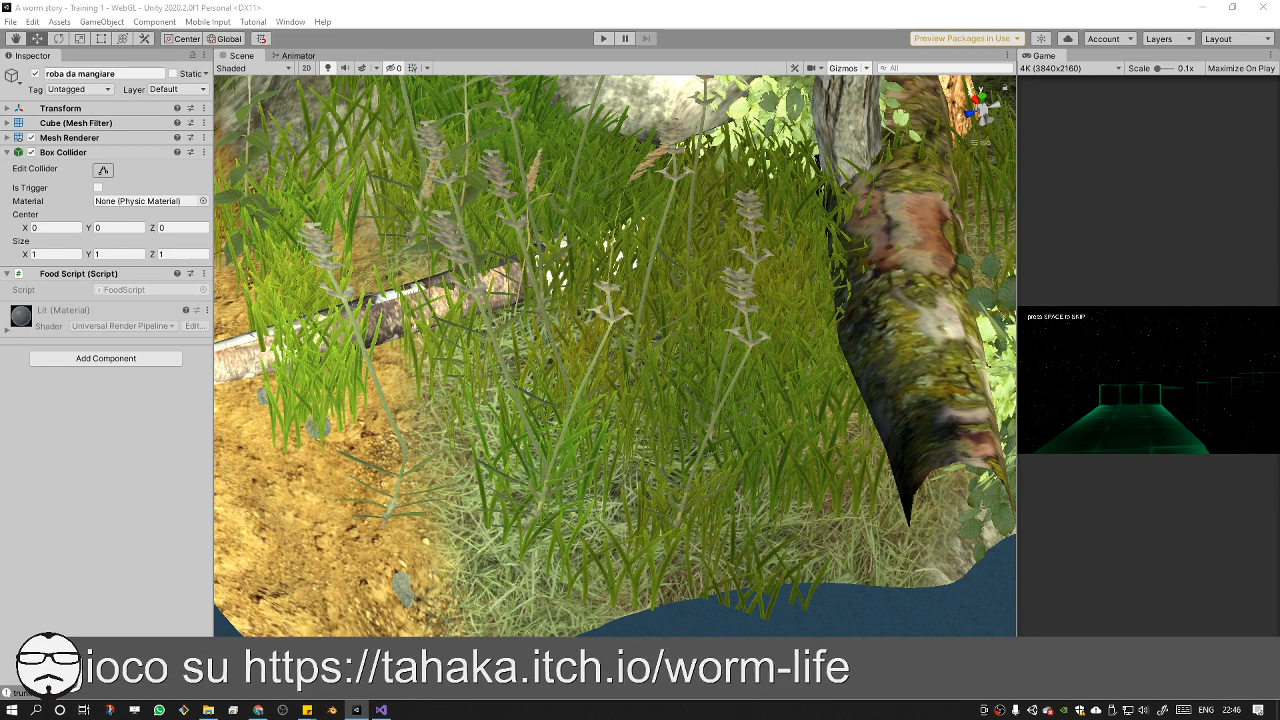 A worm story - Training 1 - WebGL - Unity 2020.2.0f1 Personal <DX11>
File Edit Assets GameObject Component Mobile Input Tutorial Window Help
Center Global Preview Packages in Use Account Layers Layout
Inspector Scene Animator Game
Shaded 2D 0 Gizmos All 4K (3840x2160) Scale 0.1x Maximize On Play
roba da mangiare Static
Tag Untagged Layer Default
Transform
Cube (Mesh Filter)
Mesh Renderer
Box Collider
Edit Collider
Is Trigger
Material None (Physic Material)
Center
X 0 Y 0 Z 0
Size
X 1 Y 1 Z 1
Food Script (Script)
Script FoodScript
Lit (Material)
Shader Universal Render Pipeline Edit...
Add Component
y
Iso
press SPACE to SKIP
gioco su https://tahaka.itch.io/worm-life
ENG 22:46